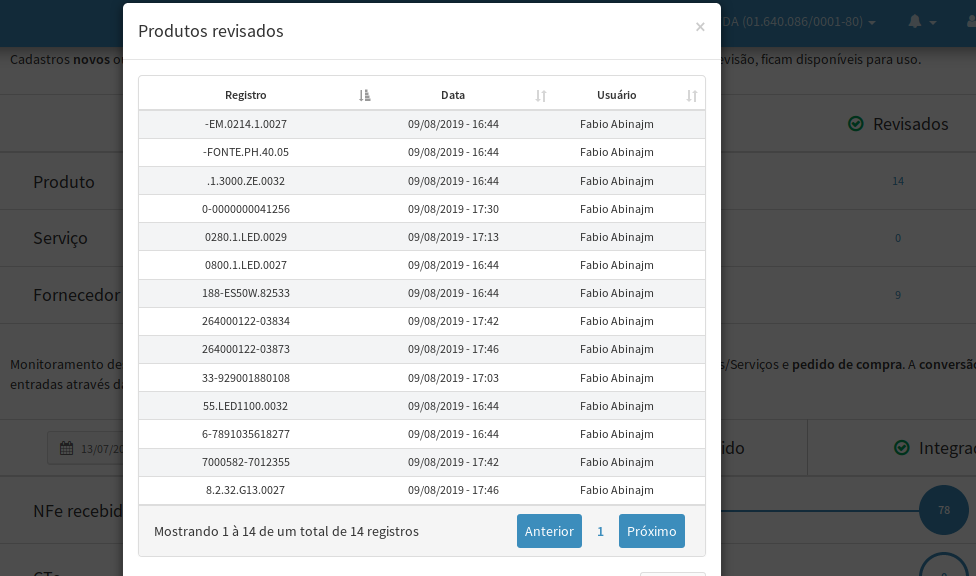 Produtos revisados ×
DA (01.640.086/0001-80)
Cadastros novos o
evisão, ficam disponíveis para uso.
Registro Data Usuário
-EM.0214.1.0027 09/08/2019 - 16:44 Fabio Abinajm
-FONTE.PH.40.05 09/08/2019 - 16:44 Fabio Abinajm
.1.3000.ZE.0032 09/08/2019 - 16:44 Fabio Abinajm
0-0000000041256 09/08/2019 - 17:30 Fabio Abinajm
0280.1.LED.0029 09/08/2019 - 17:13 Fabio Abinajm
0800.1.LED.0027 09/08/2019 - 16:44 Fabio Abinajm
188-ES50W.82533 09/08/2019 - 16:44 Fabio Abinajm
264000122-03834 09/08/2019 - 17:42 Fabio Abinajm
264000122-03873 09/08/2019 - 17:46 Fabio Abinajm
33-929001880108 09/08/2019 - 17:03 Fabio Abinajm
55.LED1100.0032 09/08/2019 - 16:44 Fabio Abinajm
6-7891035618277 09/08/2019 - 16:44 Fabio Abinajm
7000582-7012355 09/08/2019 - 17:42 Fabio Abinajm
8.2.32.G13.0027 09/08/2019 - 17:46 Fabio Abinajm
Mostrando 1 à 14 de um total de 14 registros Anterior 1 Próximo
Revisados
Produto 14
Serviço 0
Fornecedor 9
Monitoramento de
s/Serviços e pedido de compra. A conversão
entradas através da
13/07/20
ido Integra
NFe recebid 78